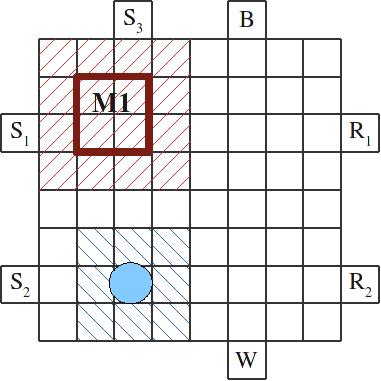 S₃ B
M1
S₁ R₁
S₂ R₂
W